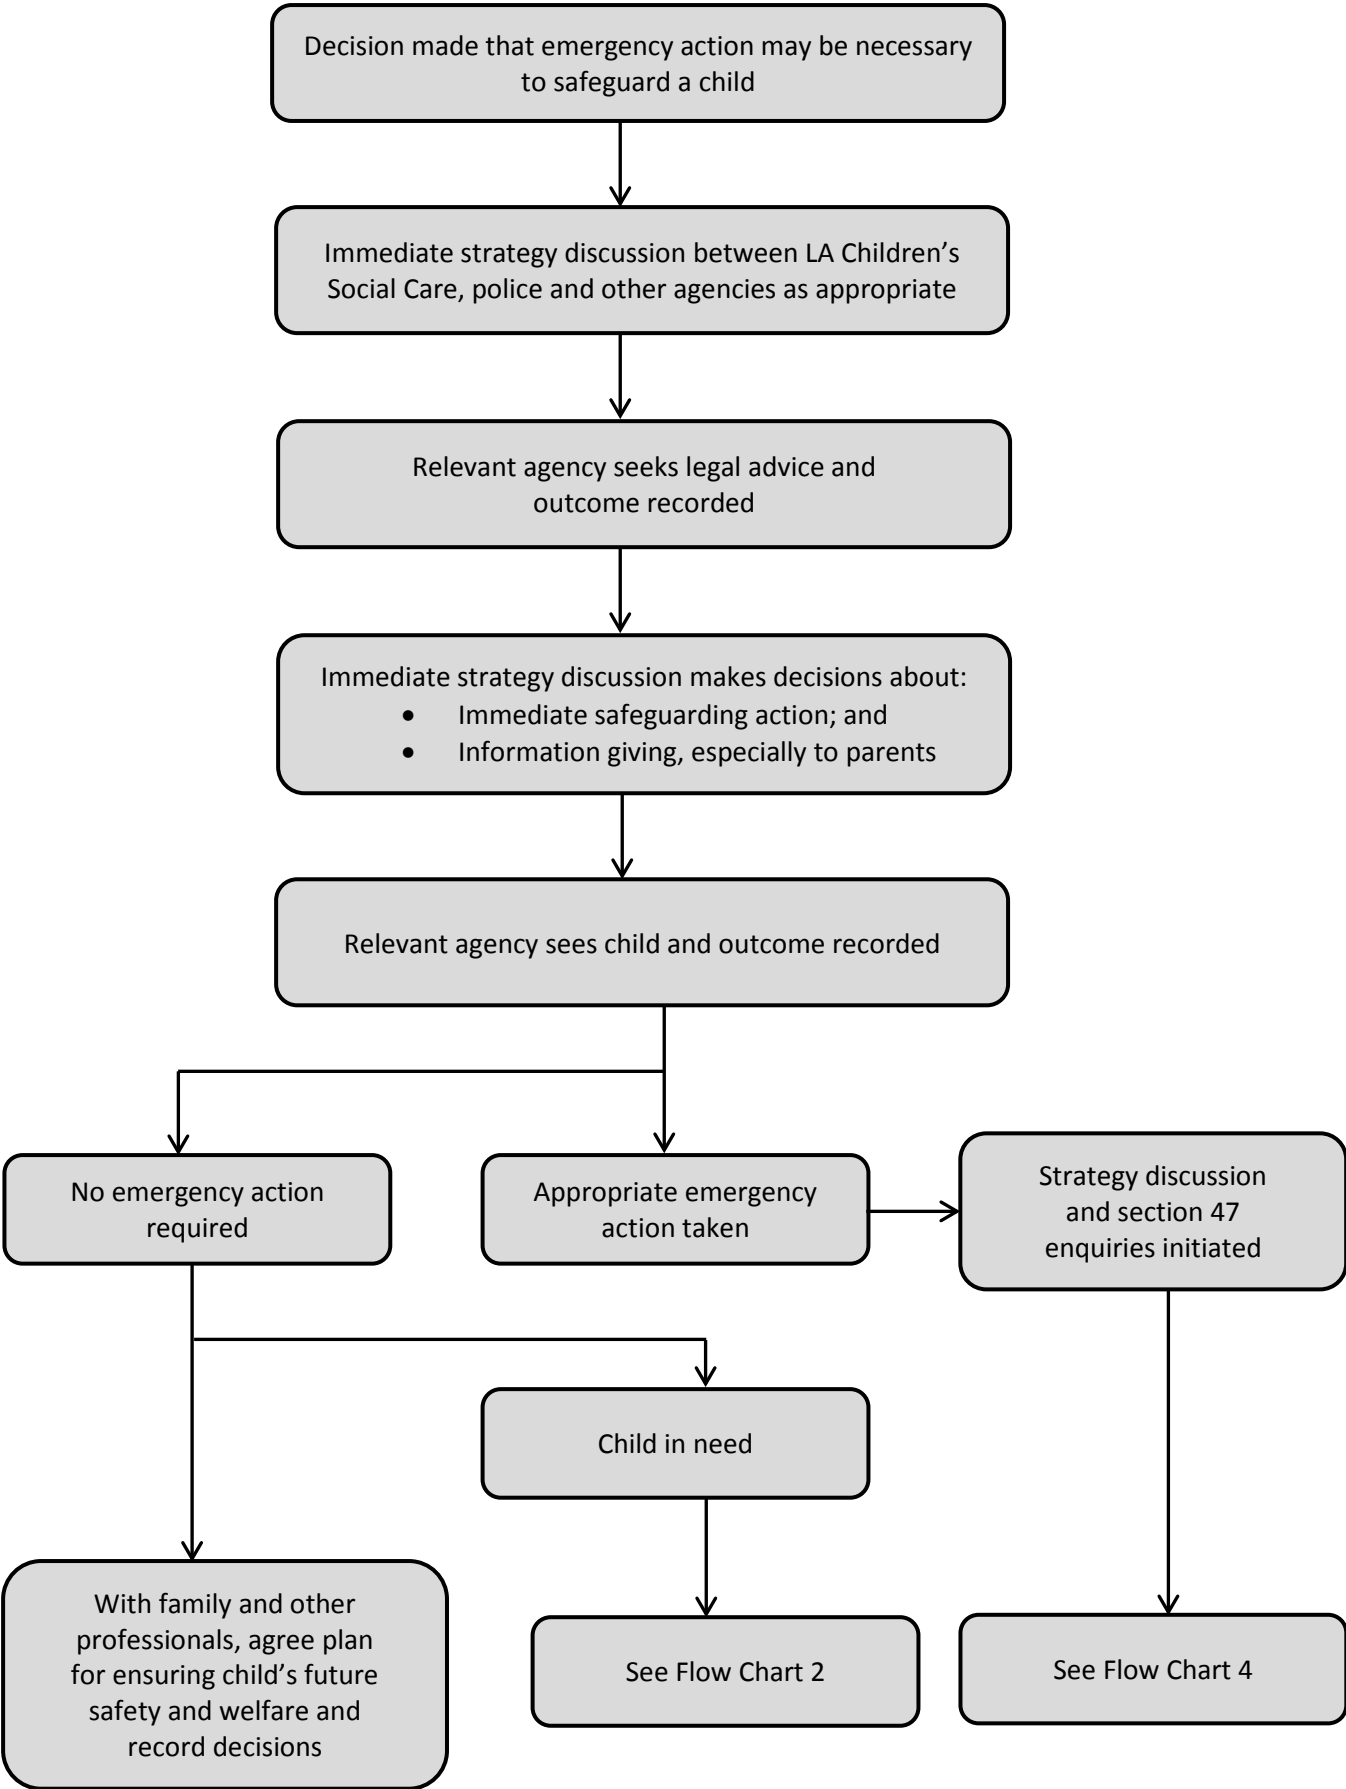 Decision made that emergency action may be necessary
to safeguard a child
Immediate strategy discussion between LA Children’s
Social Care, police and other agencies as appropriate
Relevant agency seeks legal advice and
outcome recorded
Immediate strategy discussion makes decisions about:
• Immediate safeguarding action; and
• Information giving, especially to parents
Relevant agency sees child and outcome recorded
No emergency action
required
Appropriate emergency
action taken
Strategy discussion
and section 47
enquiries initiated
Child in need
With family and other
professionals, agree plan
for ensuring child’s future
safety and welfare and
record decisions
See Flow Chart 2
See Flow Chart 4